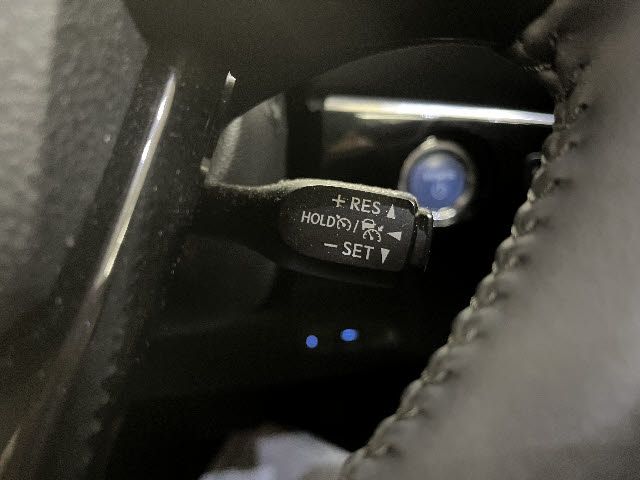 + RES ▲
HOLD / ◀
− SET ▼